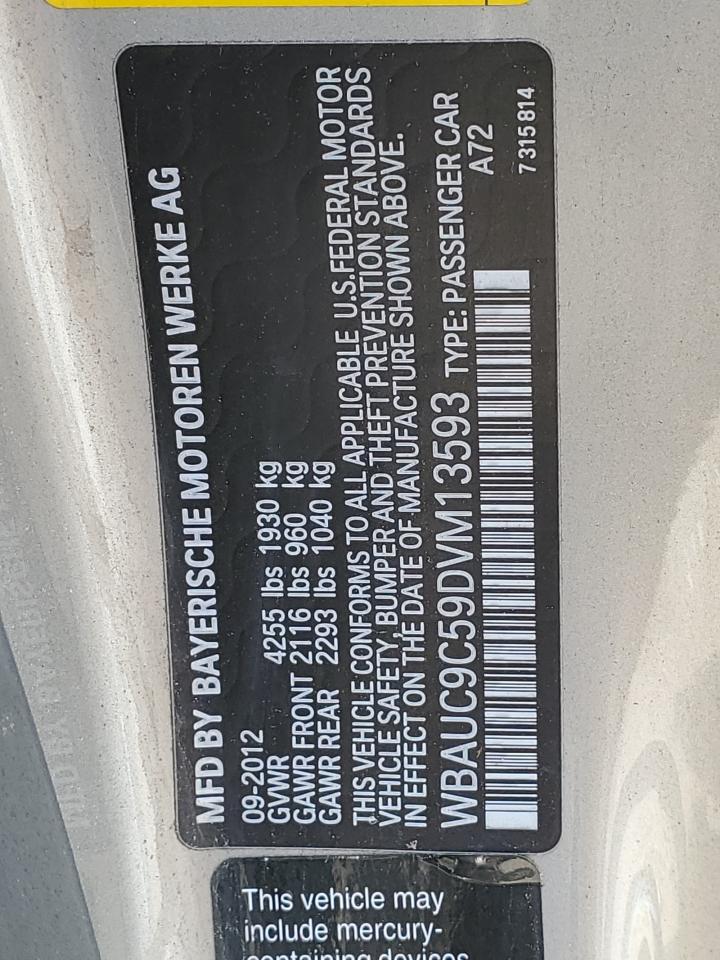 MFD BY BAYERISCHE MOTOREN WERKE AG
09-2012
GVWR 4255 lbs 1930 kg
GAWR FRONT 2116 lbs 960 kg
GAWR REAR 2293 lbs 1040 kg
THIS VEHICLE CONFORMS TO ALL APPLICABLE U.S.FEDERAL MOTOR
VEHICLE SAFETY, BUMPER AND THEFT PREVENTION STANDARDS
IN EFFECT ON THE DATE OF MANUFACTURE SHOWN ABOVE.
WBAUC9C59DVM13593 TYPE: PASSENGER CAR
A72
7 315 814
This vehicle may
include mercury-
containing devices